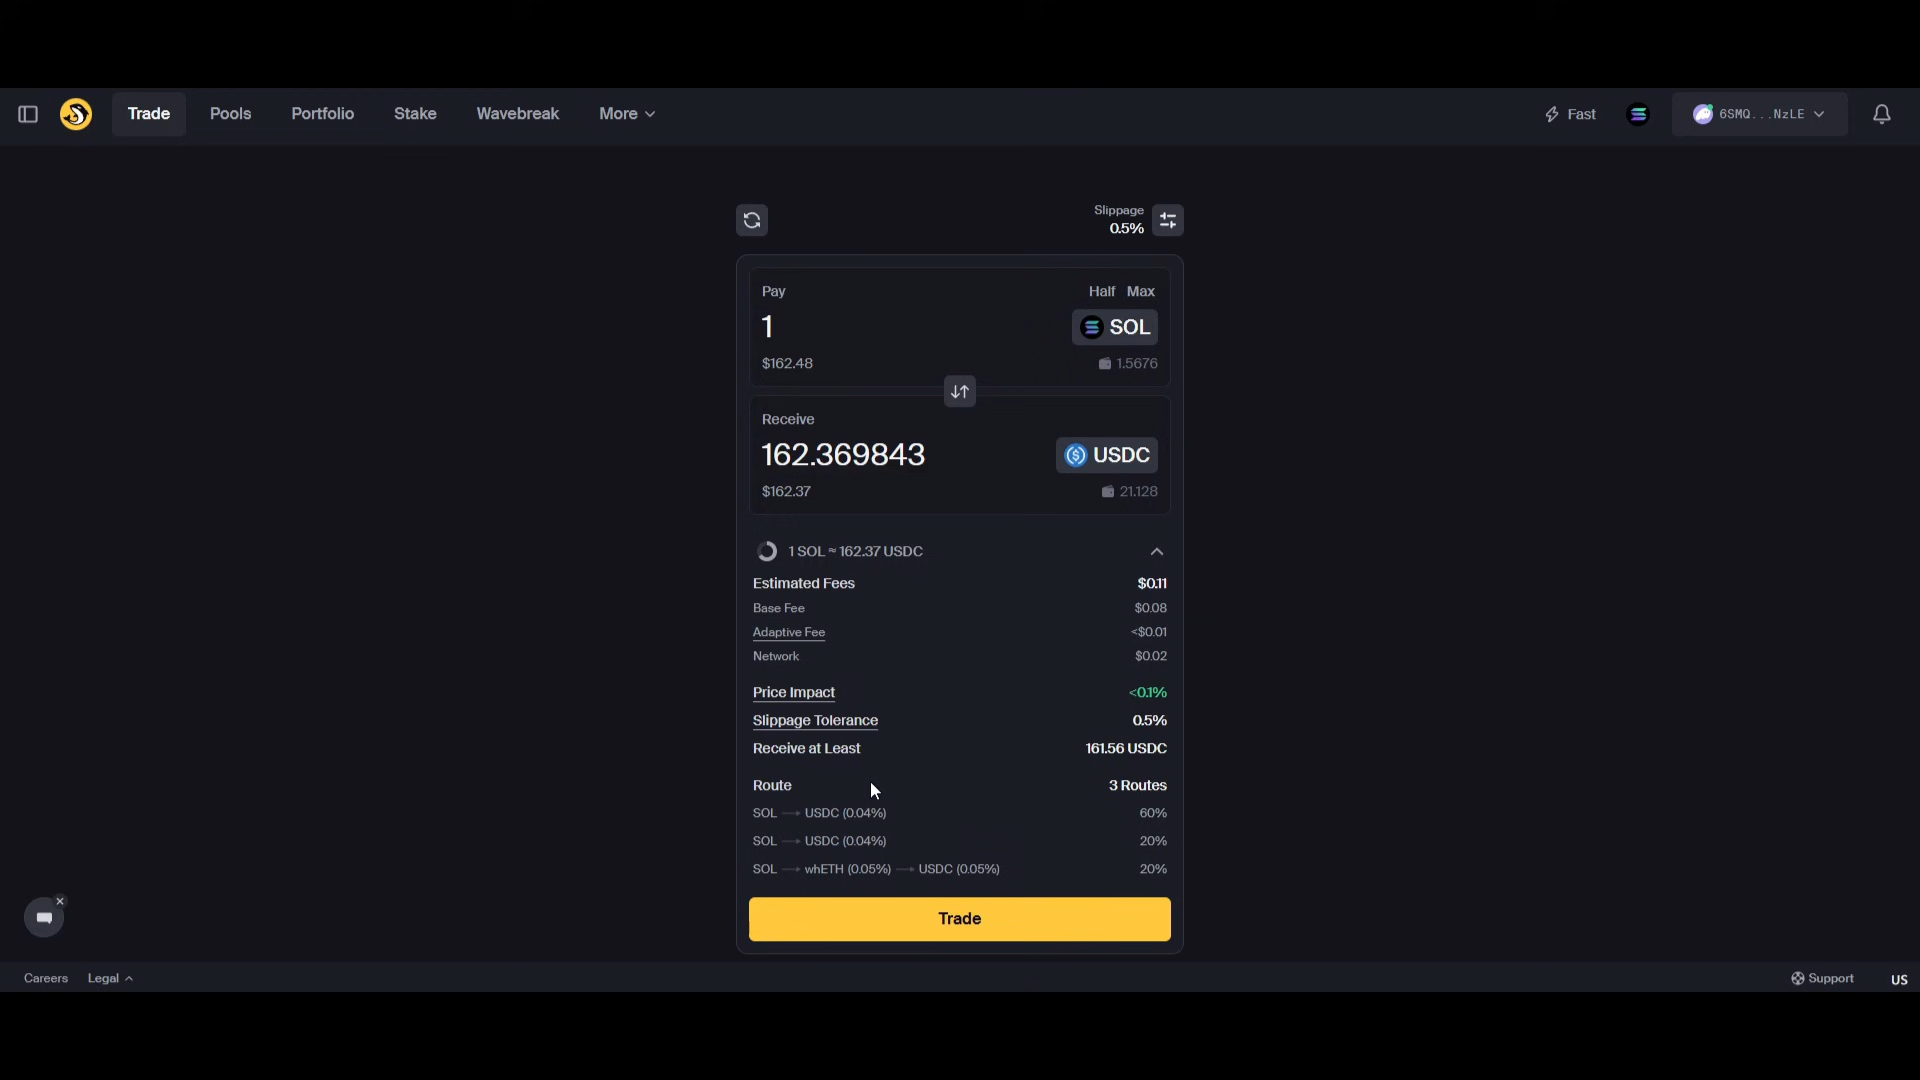 Trade Pools Portfolio Stake Wavebreak More Fast 6SMQ...NzLE
Slippage
0.5%
Pay Half Max
1 SOL
$162.48 1.5676
Receive
162.369843 USDC
$162.37 21.128
1 SOL ≈ 162.37 USDC
Estimated Fees $0.11
Base Fee $0.08
Adaptive Fee <$0.01
Network $0.02
Price Impact <0.1%
Slippage Tolerance 0.5%
Receive at Least 161.56 USDC
Route 3 Routes
SOL → USDC (0.04%) 60%
SOL → USDC (0.04%) 20%
SOL → whETH (0.05%) → USDC (0.05%) 20%
Trade
Careers Legal Support US